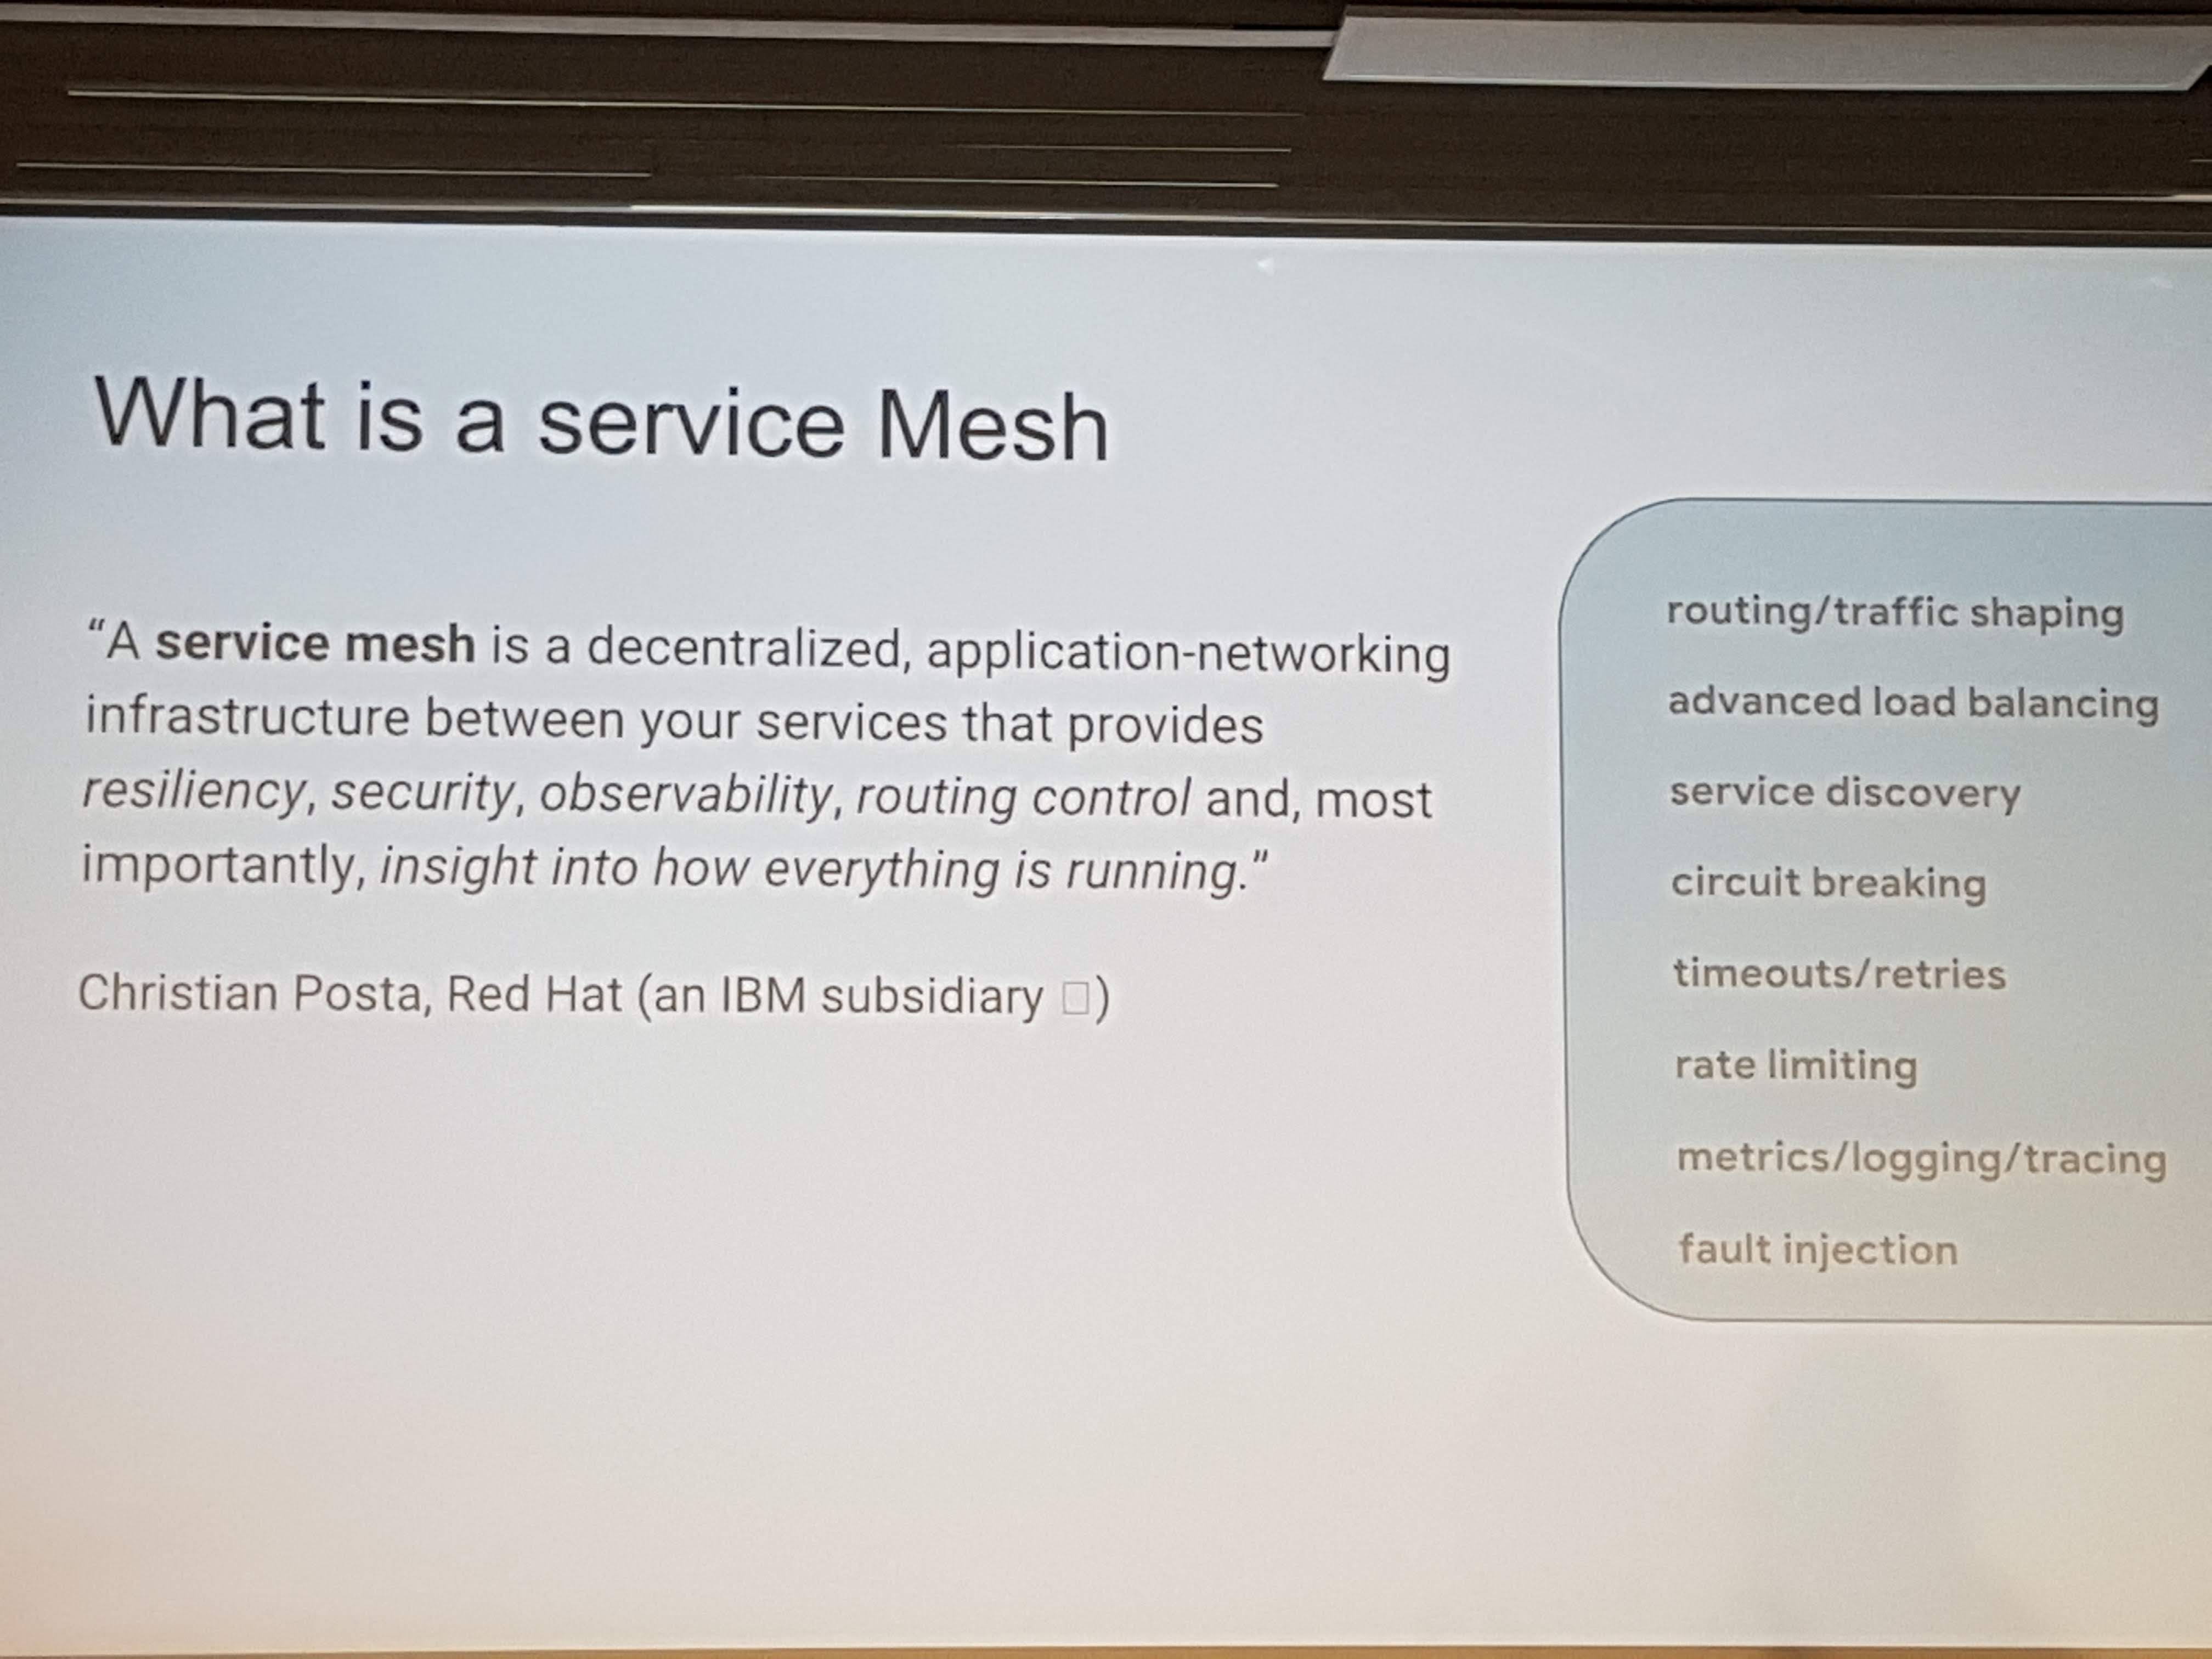 What is a service Mesh
“A service mesh is a decentralized, application-networking
infrastructure between your services that provides
resiliency, security, observability, routing control and, most
importantly, insight into how everything is running.”
Christian Posta, Red Hat (an IBM subsidiary □)
routing/traffic shaping
advanced load balancing
service discovery
circuit breaking
timeouts/retries
rate limiting
metrics/logging/tracing
fault injection